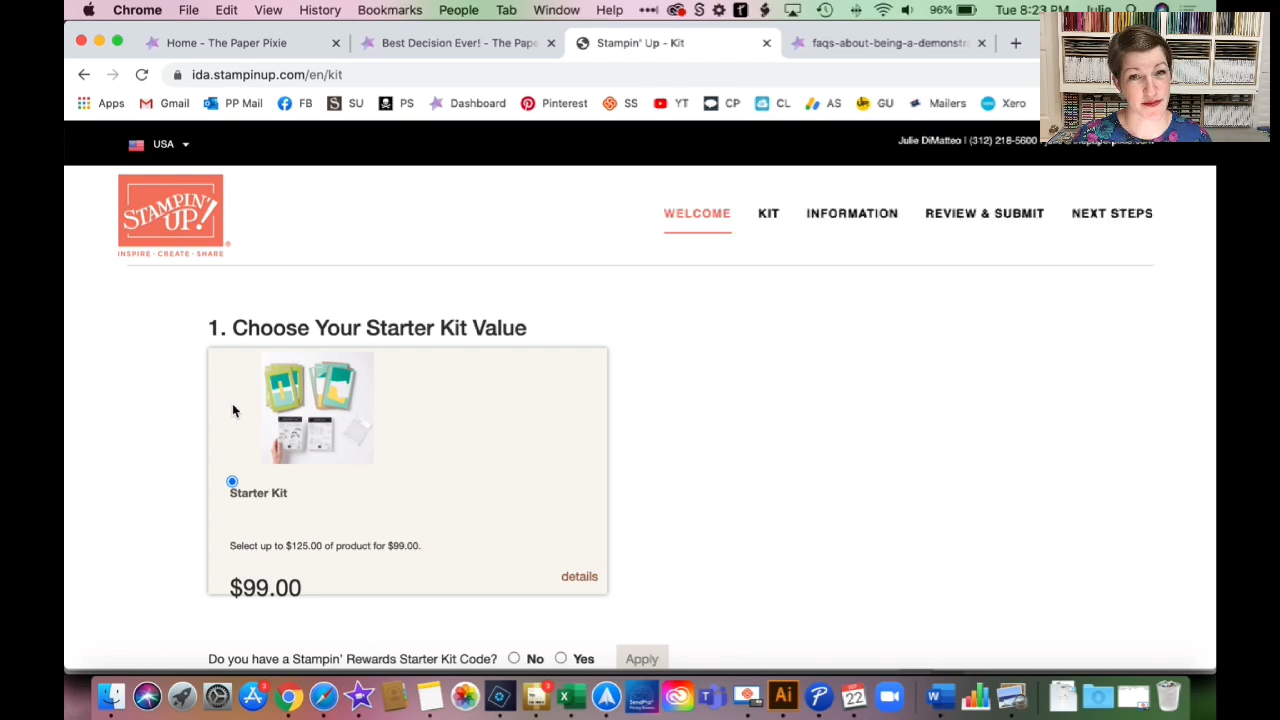 Chrome File Edit View History Bookmarks People Tab Window Help 96% Tue 8:23 PM Julie
Home - The Paper Pixie
Best Decision Ever! - The Pape
Stampin' Up - Kit
faqs-about-being-a-demonstra
ida.stampinup.com/en/kit
Apps Gmail PP Mail FB SU PS Dashboard Pinterest SS YT CP CL AS GU Mailers Xero
USA
Julie DiMatteo | (312) 218-5600
STAMPIN' UP!
INSPIRE · CREATE · SHARE
WELCOME KIT INFORMATION REVIEW & SUBMIT NEXT STEPS
1. Choose Your Starter Kit Value
Starter Kit
Select up to $125.00 of product for $99.00.
details
$99.00
Do you have a Stampin' Rewards Starter Kit Code? No Yes Apply